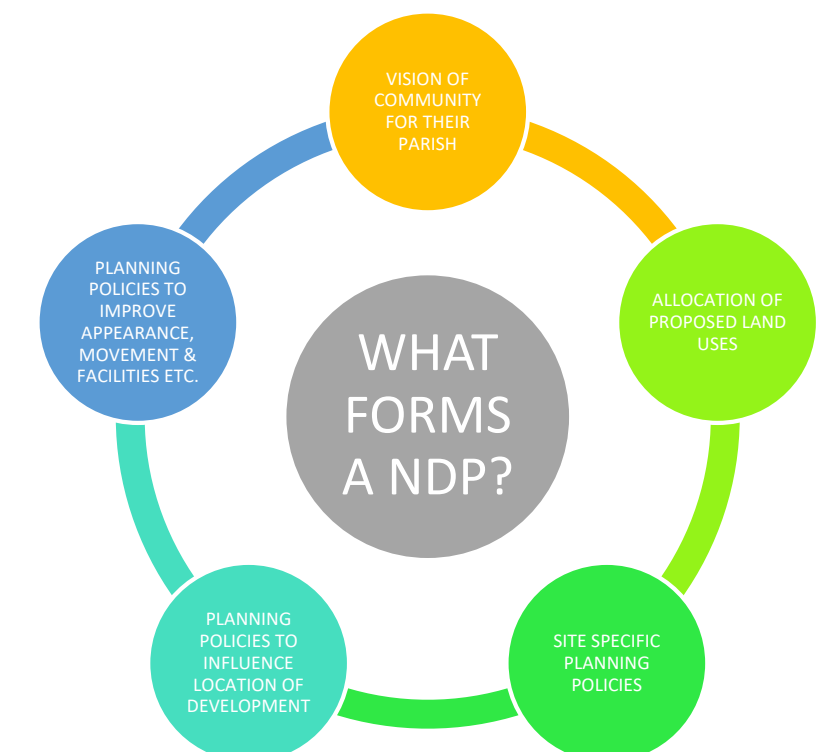 VISION OF
COMMUNITY
FOR THEIR
PARISH
ALLOCATION OF
PROPOSED LAND
USES
SITE SPECIFIC
PLANNING
POLICIES
PLANNING
POLICIES TO
INFLUENCE
LOCATION OF
DEVELOPMENT
PLANNING
POLICIES TO
IMPROVE
APPEARANCE,
MOVEMENT &
FACILITIES ETC.
WHAT
FORMS
A NDP?